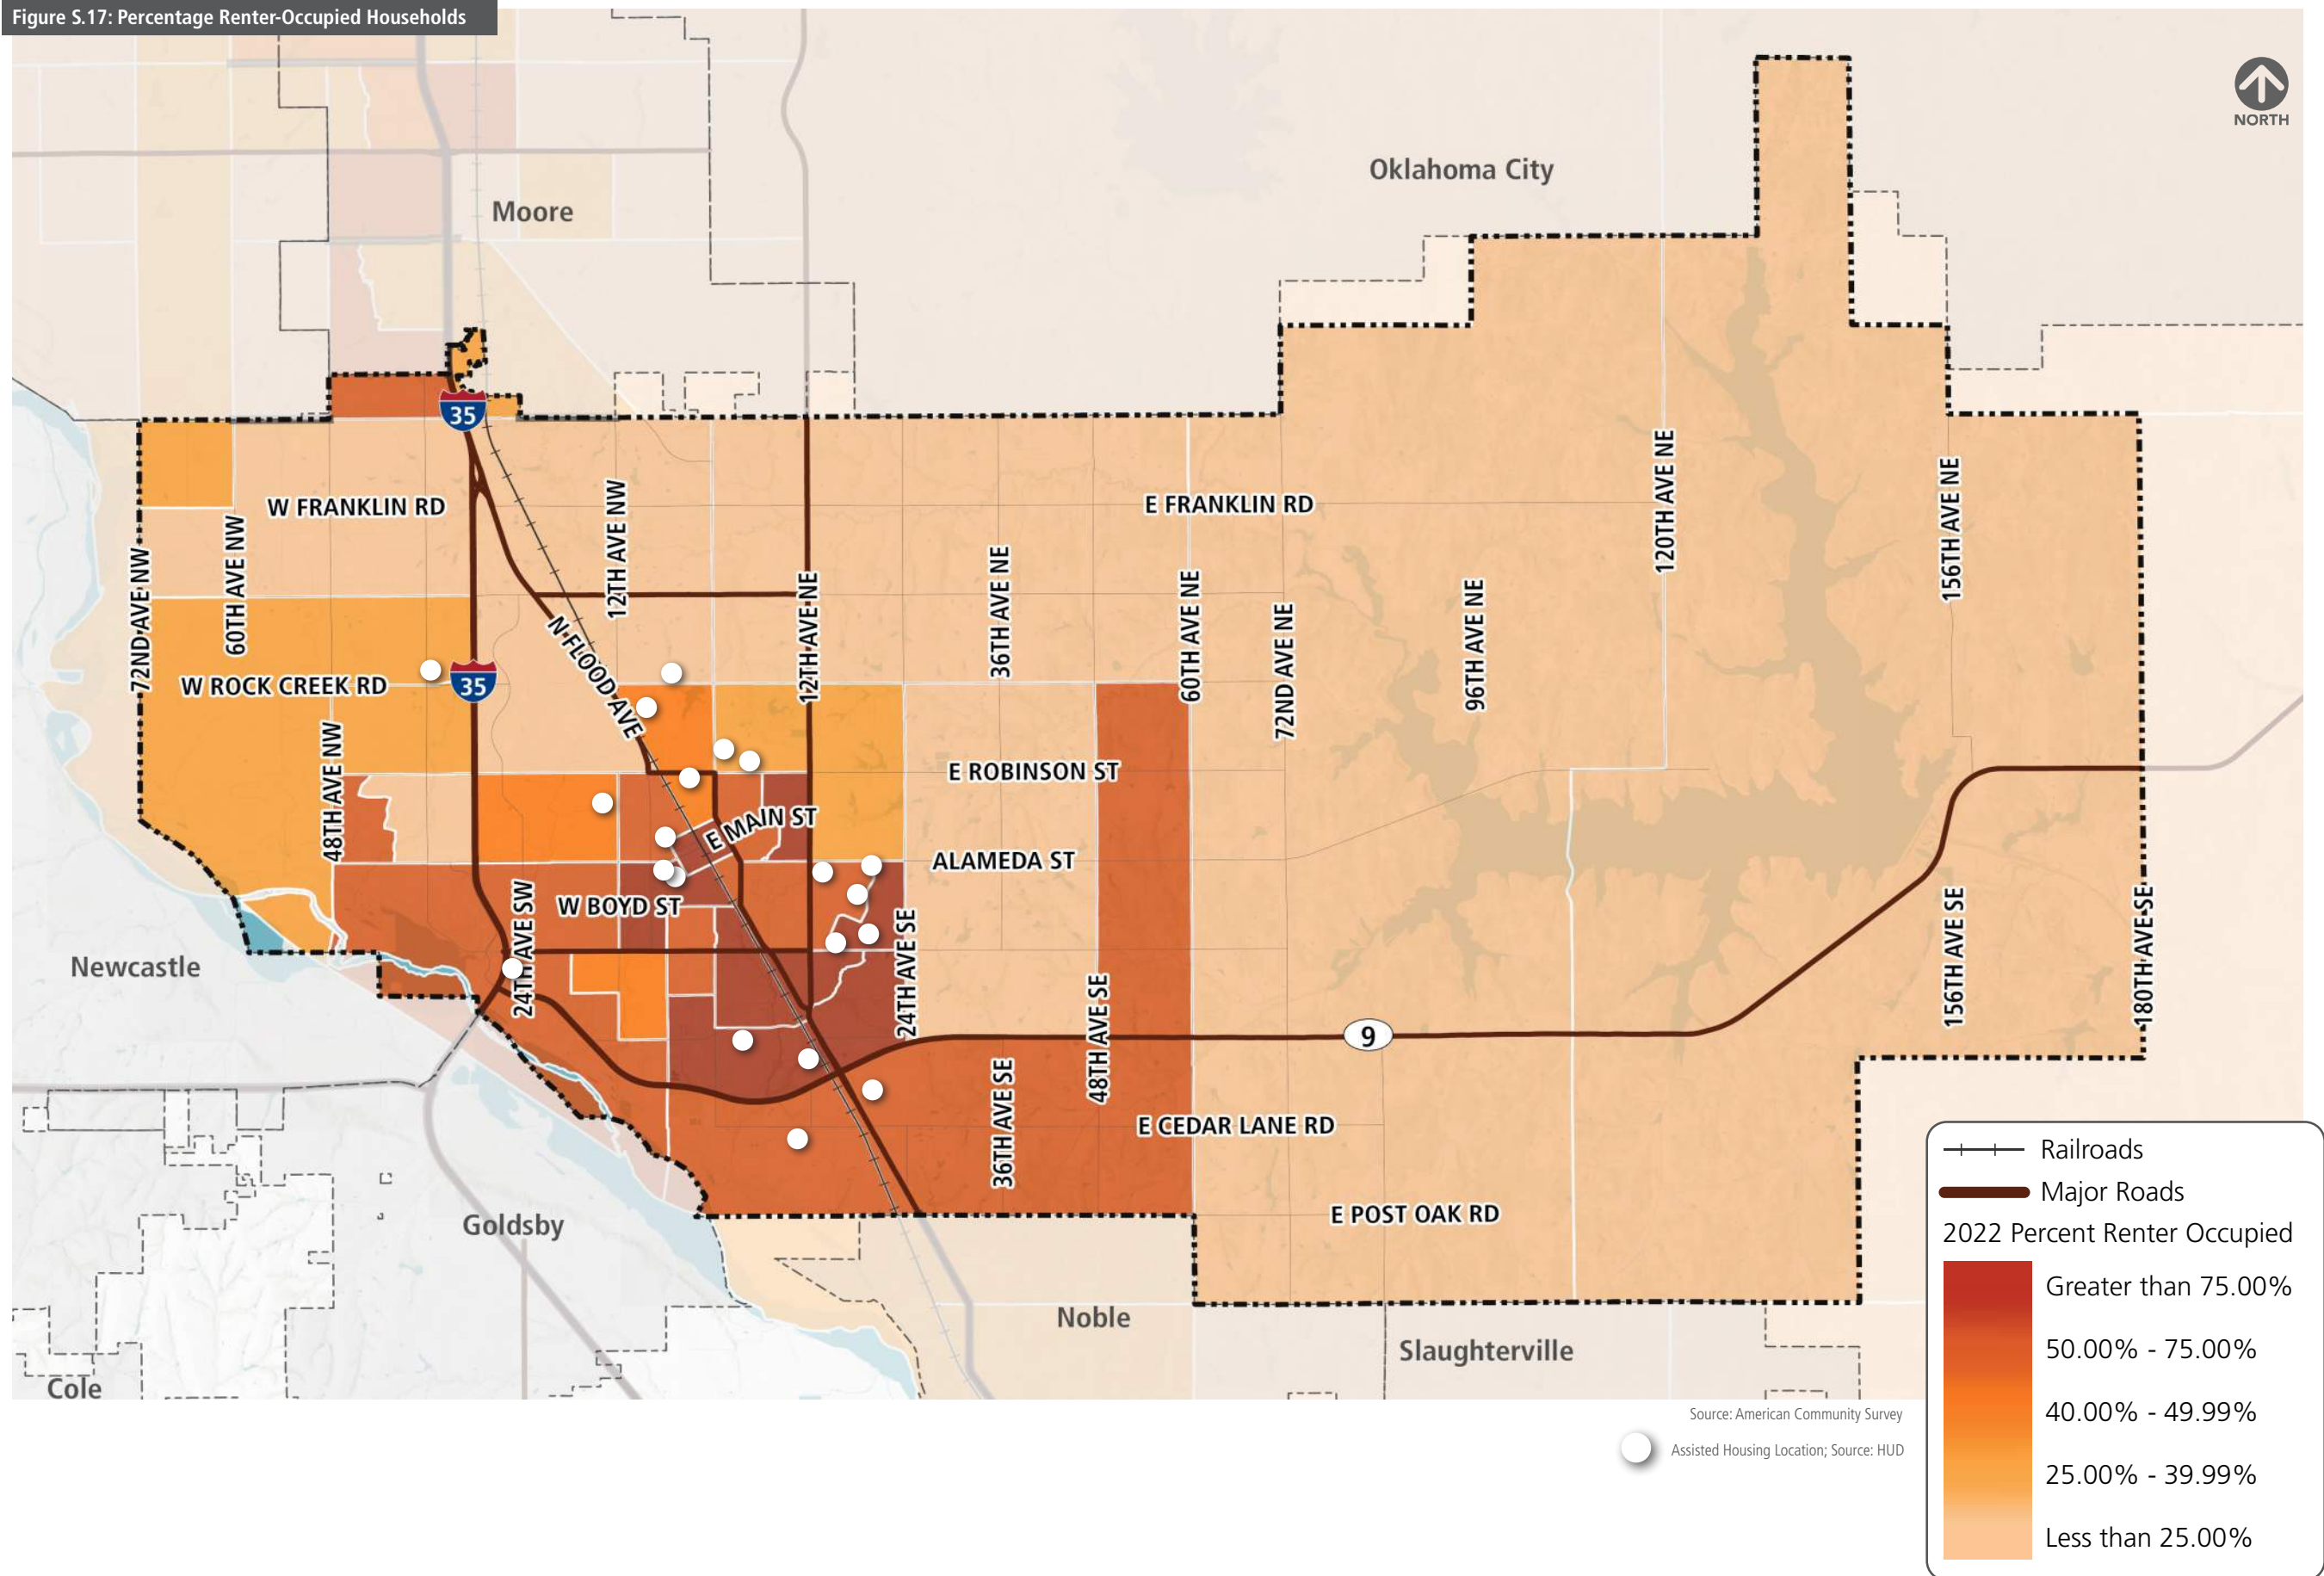 Figure S.17: Percentage Renter-Occupied Households
NORTH
Oklahoma City
Moore
35
W FRANKLIN RD
E FRANKLIN RD
72ND AVE NW
60TH AVE NW
12TH AVE NW
12TH AVE NE
36TH AVE NE
60TH AVE NE
72ND AVE NE
96TH AVE NE
120TH AVE NE
156TH AVE NE
N FLOOD AVE
W ROCK CREEK RD
35
48TH AVE NW
E ROBINSON ST
E MAIN ST
ALAMEDA ST
W BOYD ST
24TH AVE SW
24TH AVE SE
36TH AVE SE
48TH AVE SE
156TH AVE SE
180TH AVE SE
Newcastle
9
E CEDAR LANE RD
E POST OAK RD
Goldsby
Noble
Slaughterville
Cole
Railroads
Major Roads
2022 Percent Renter Occupied
Greater than 75.00%
50.00% - 75.00%
40.00% - 49.99%
25.00% - 39.99%
Less than 25.00%
Source: American Community Survey
Assisted Housing Location; Source: HUD